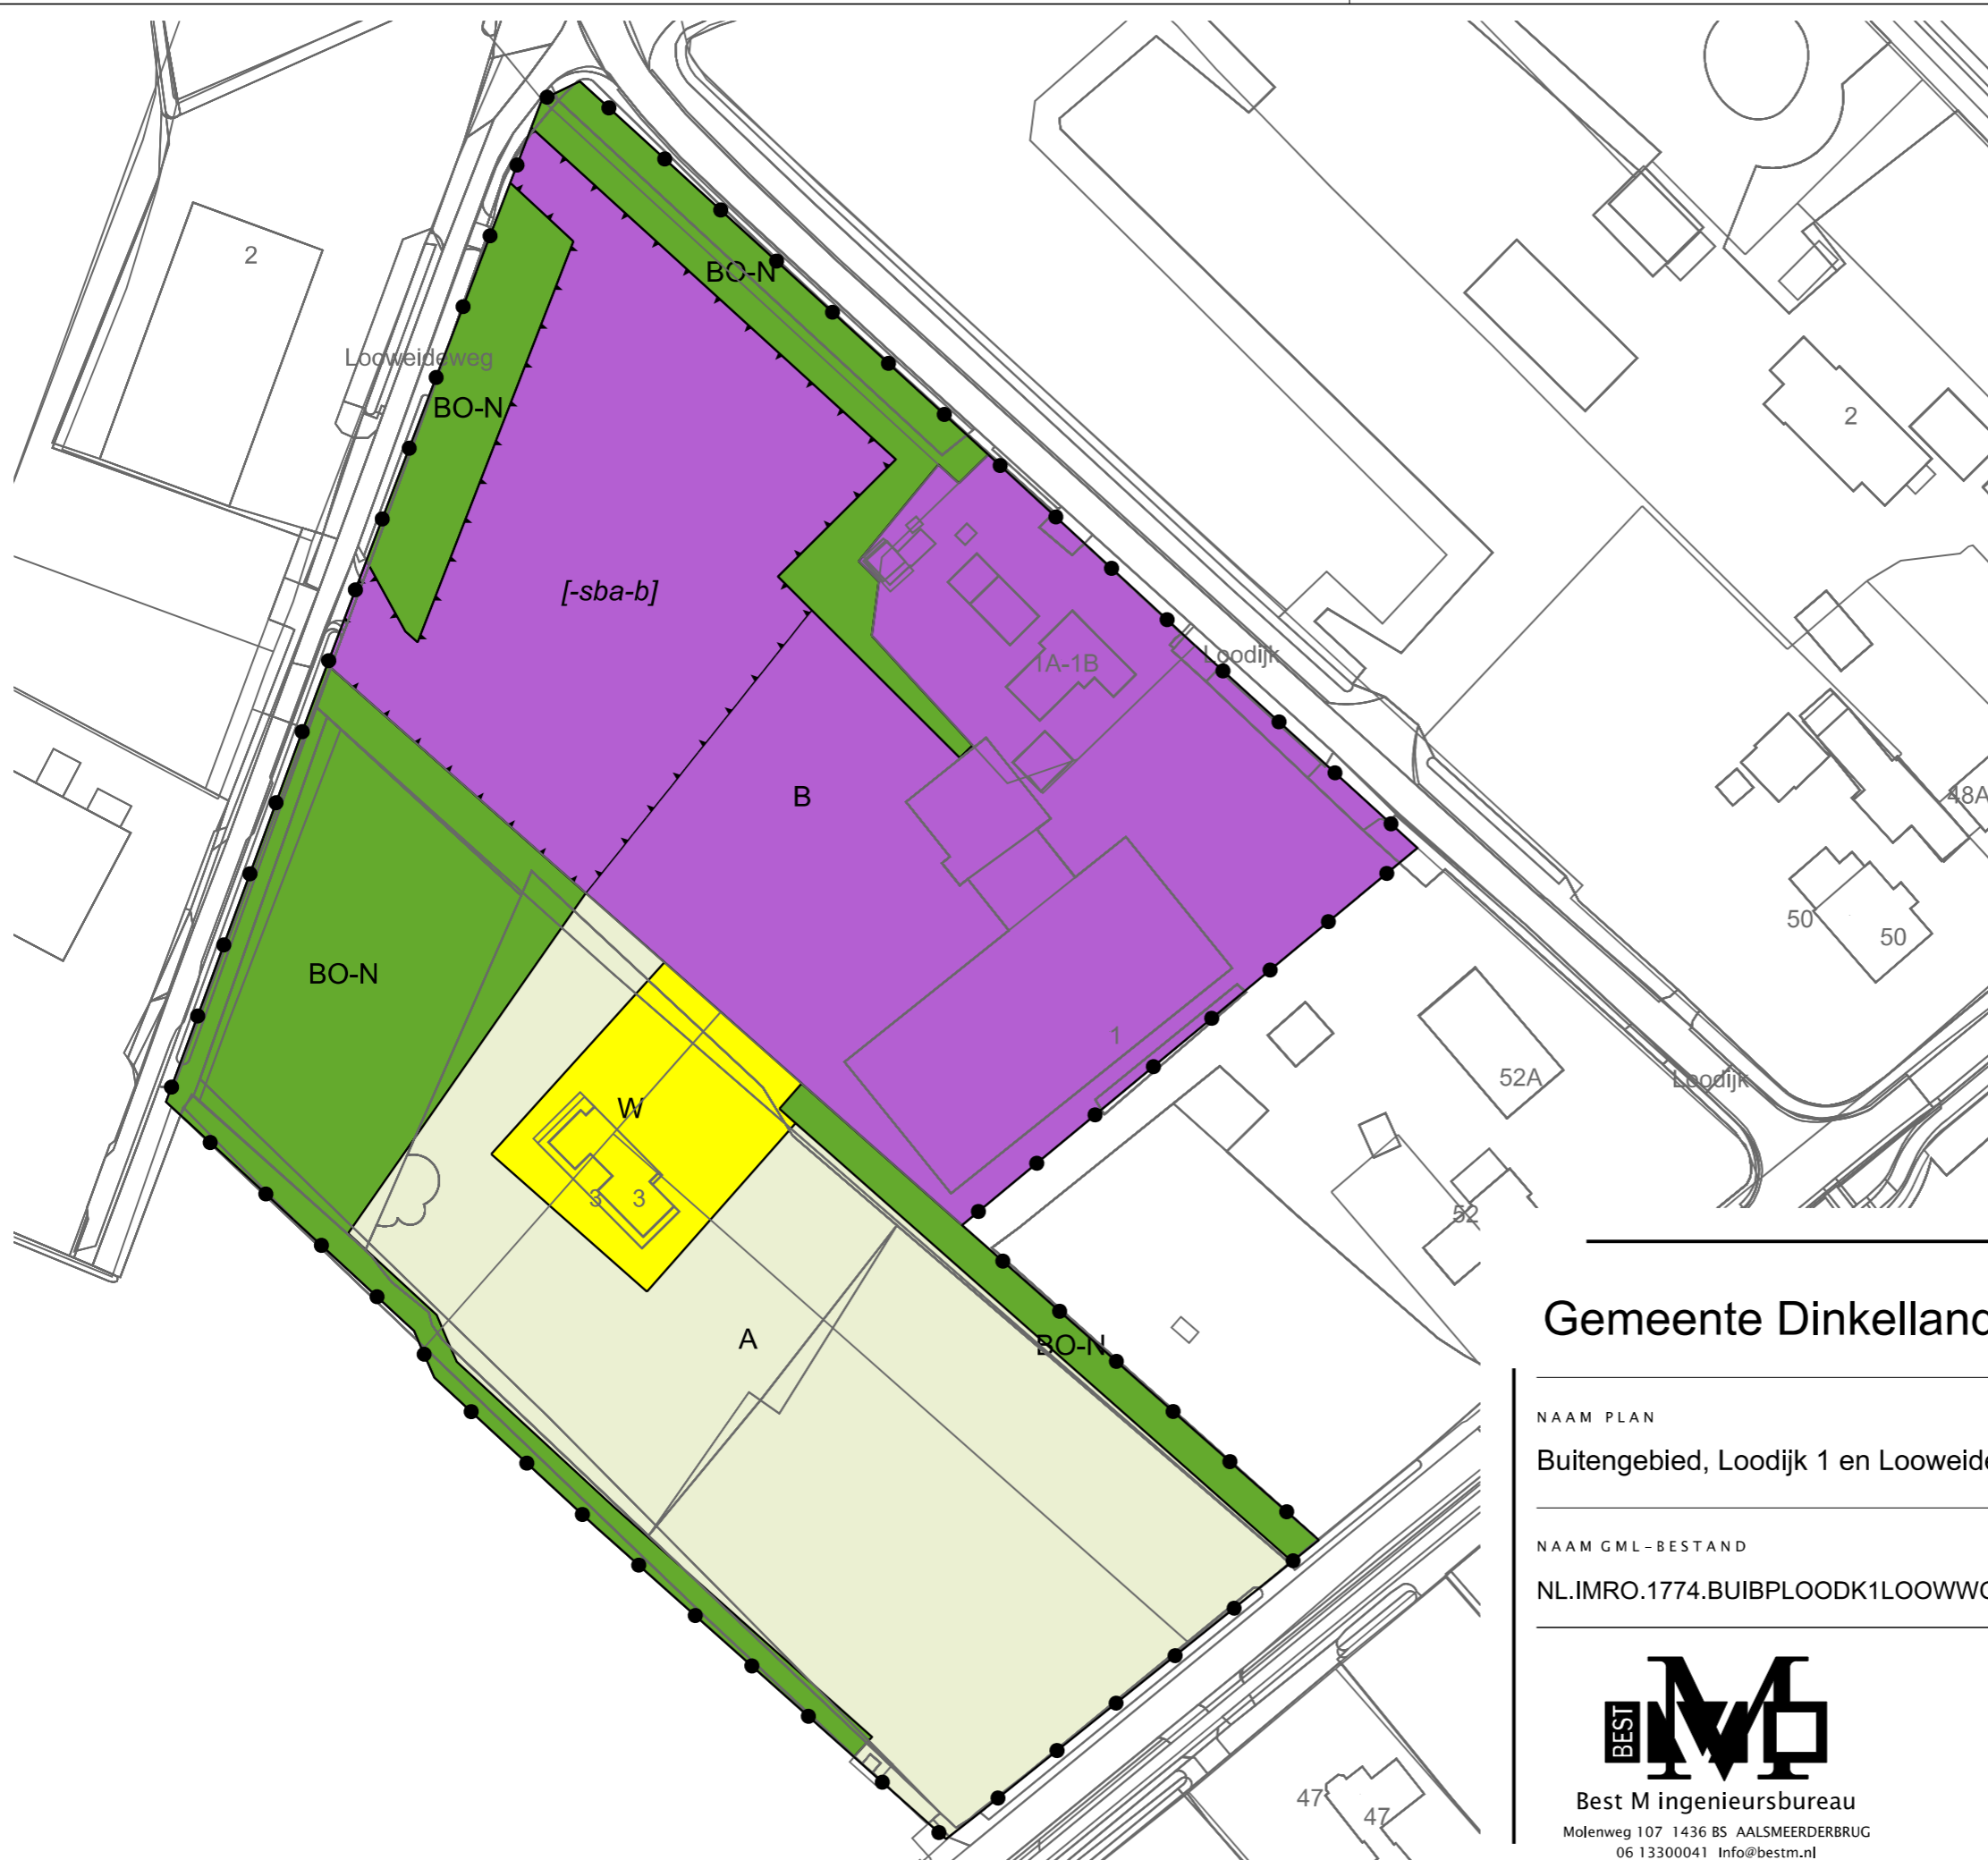 2
BO-N
Looweideweg
BO-N
2
[-sba-b]
1A-1B
Loodijk
B
48A
50
50
BO-N
1
52A
Loodijk
W
3 3
52
A
BO-N
Gemeente Dinkelland
NAAM PLAN
Buitengebied, Loodijk 1 en Looweide
NAAM GML-BESTAND
NL.IMRO.1774.BUIBPLOODK1LOOWW
BEST
M
Best M ingenieursbureau
47
47
Molenweg 107 1436 BS AALSMEERDERBRUG
06 13300041 Info@bestm.nl